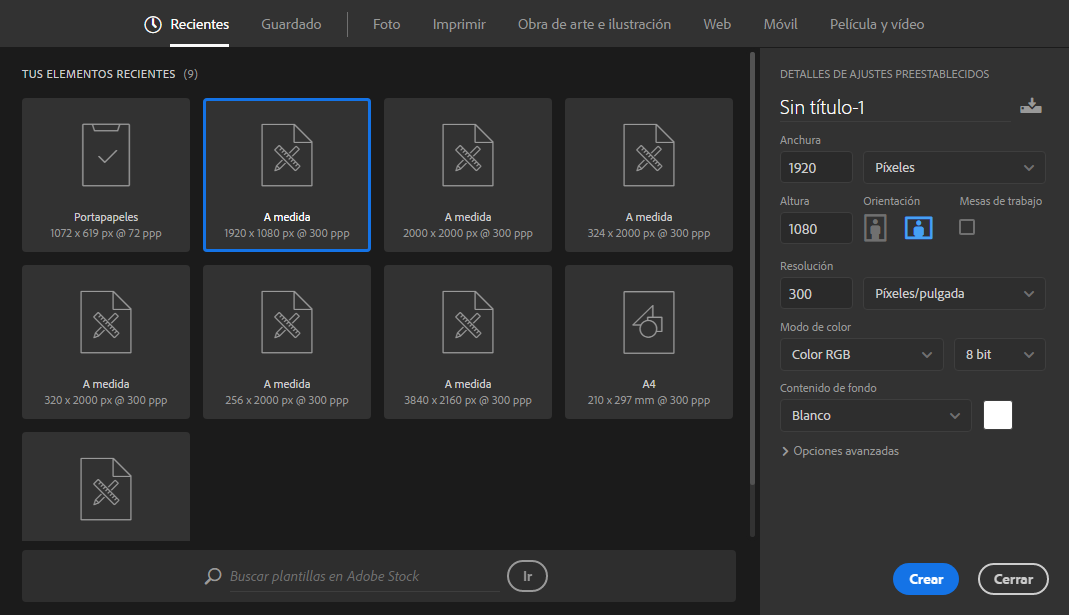 Recientes Guardado Foto Imprimir Obra de arte e ilustración Web Móvil Película y vídeo
TUS ELEMENTOS RECIENTES (9)
Portapapeles
1072 x 619 px @ 72 ppp
A medida
1920 x 1080 px @ 300 ppp
A medida
2000 x 2000 px @ 300 ppp
A medida
324 x 2000 px @ 300 ppp
A medida
320 x 2000 px @ 300 ppp
A medida
256 x 2000 px @ 300 ppp
A medida
3840 x 2160 px @ 300 ppp
A4
210 x 297 mm @ 300 ppp
Buscar plantillas en Adobe Stock
Ir
DETALLES DE AJUSTES PREESTABLECIDOS
Sin título-1
Anchura
1920 Píxeles
Altura Orientación Mesas de trabajo
1080
Resolución
300 Píxeles/pulgada
Modo de color
Color RGB 8 bit
Contenido de fondo
Blanco
Opciones avanzadas
Crear Cerrar